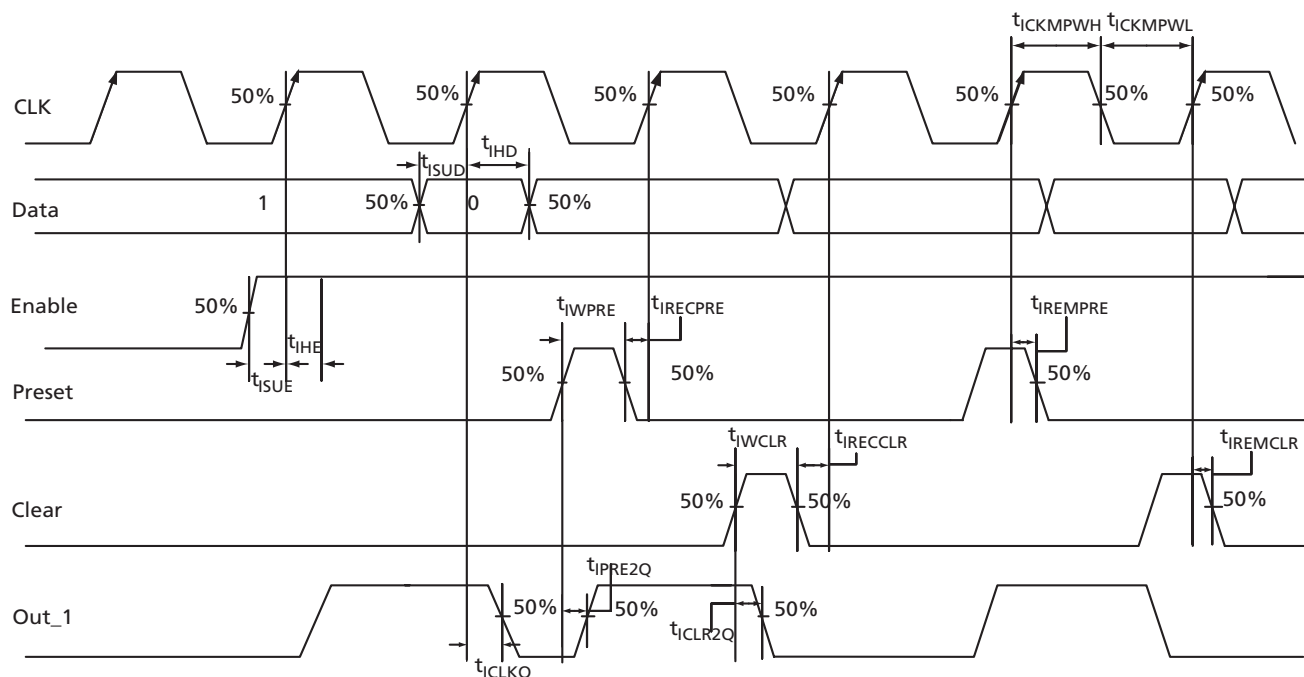 tICKMPWH tICKMPWL
CLK 50% 50% 50% 50% 50% 50% 50%
tISUD tIHD
Data 1 50% 0 50%
Enable 50% tIWPRE tIRECPRE tIREMPRE
tIHE
tISUE
Preset 50% 50% 50%
tIWCLR tIRECCLR tIREMCLR
Clear 50% 50% 50%
tIPRE2Q
Out_1 50% 50% 50%
tICLR2Q
tICLKQ